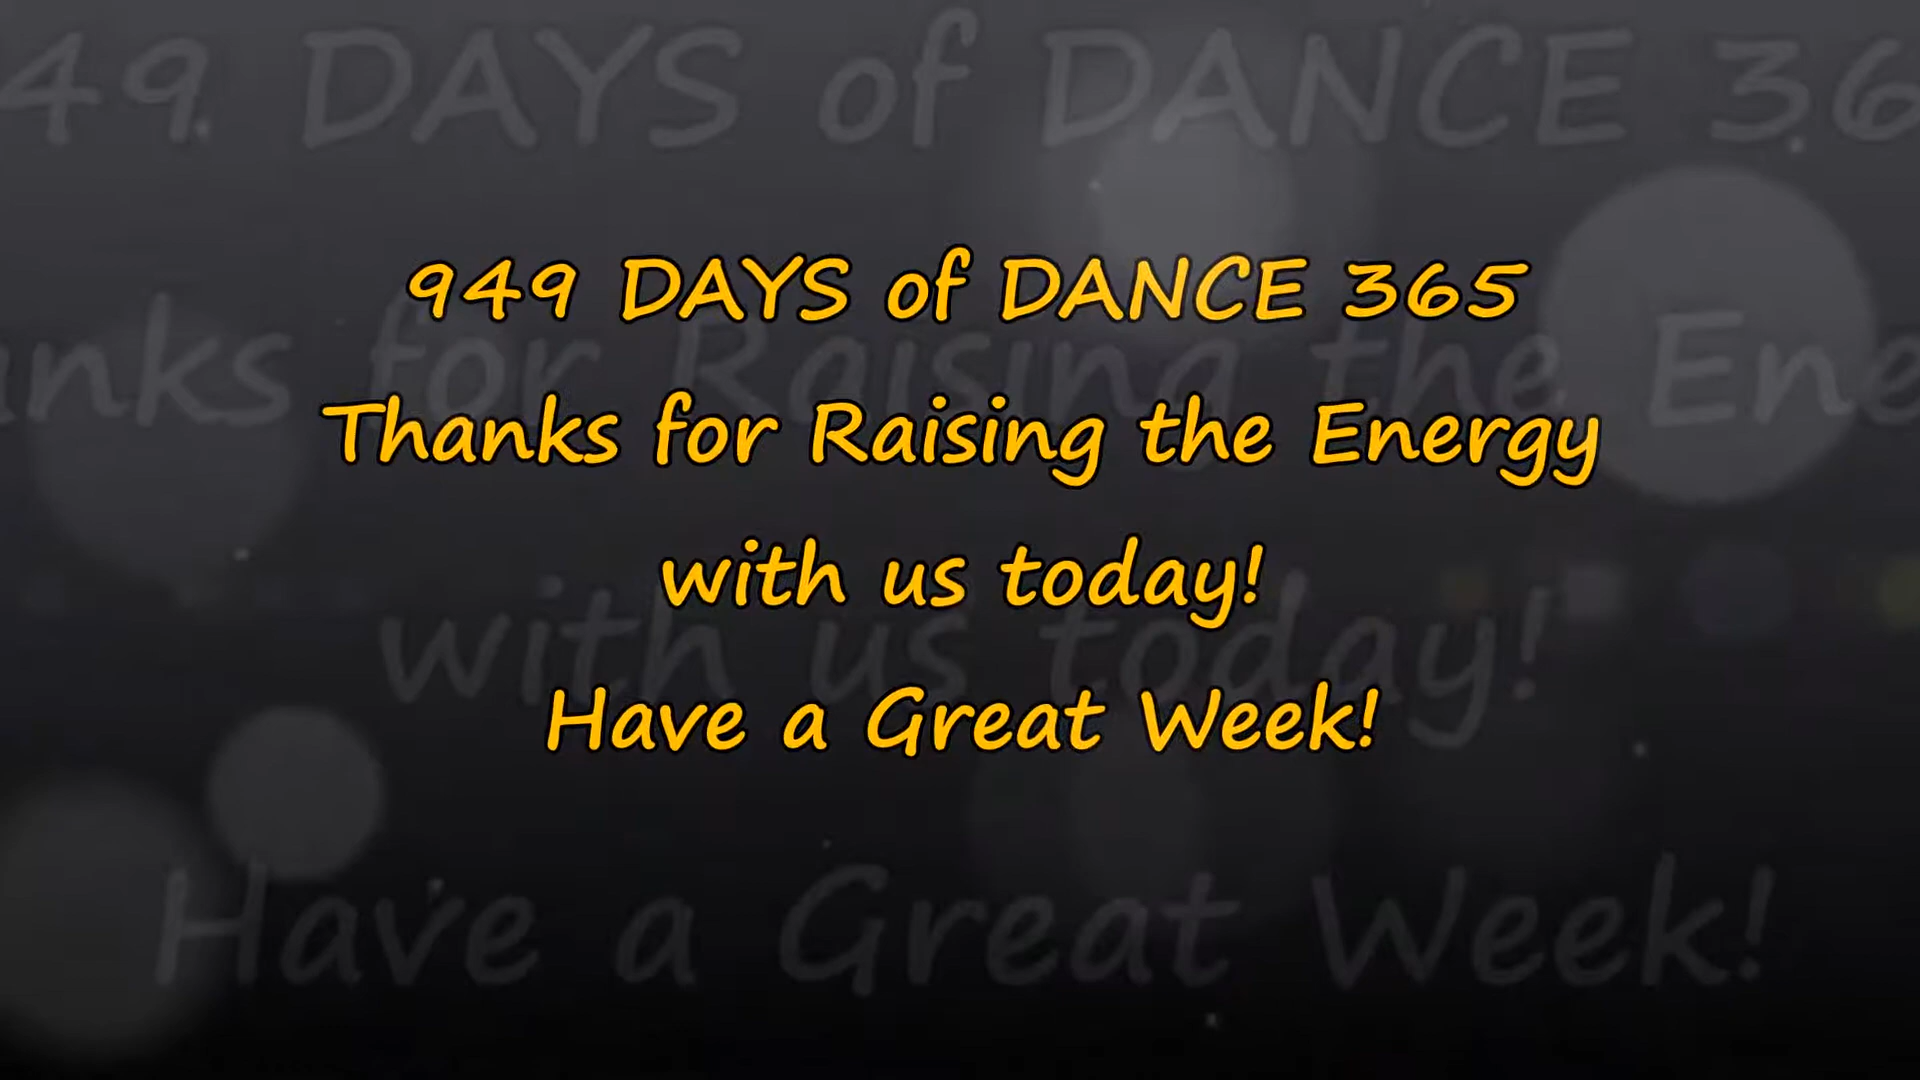 949 DAYS of DANCE 365
Thanks for Raising the Energy
with us today!
Have a Great Week!